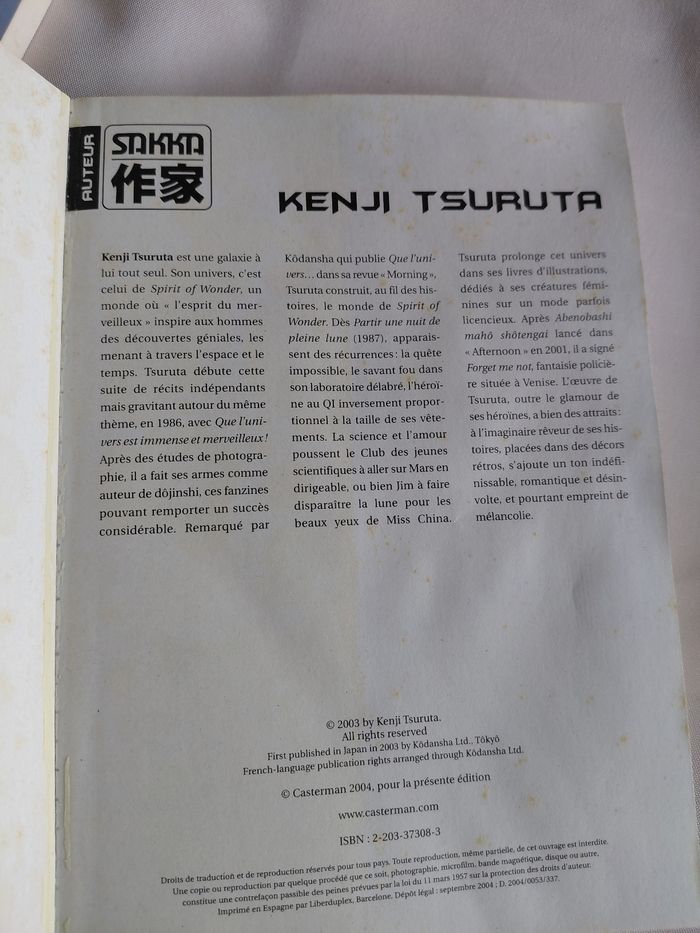 AUTEUR
SAKKA
作家
KENJI TSURUTA
Kenji Tsuruta est une galaxie à
lui tout seul. Son univers, c'est
celui de Spirit of Wonder, un
monde où « l'esprit du mer-
veilleux » inspire aux hommes
des découvertes géniales, les
menant à travers l'espace et le
temps. Tsuruta débute cette
suite de récits indépendants
mais gravitant autour du même
thème, en 1986, avec Que l'uni-
vers est immense et merveilleux !
Après des études de photogra-
phie, il a fait ses armes comme
auteur de dôjinshi, ces fanzines
pouvant remporter un succès
considérable. Remarqué par
Kôdansha qui publie Que l'uni-
vers... dans sa revue « Morning »,
Tsuruta construit, au fil des his-
toires, le monde de Spirit of
Wonder. Dès Partir une nuit de
pleine lune (1987), apparais-
sent des récurrences : la quête
impossible, le savant fou dans
son laboratoire délabré, l'héroï-
ne au QI inversement propor-
tionnel à la taille de ses vête-
ments. La science et l'amour
poussent le Club des jeunes
scientifiques à aller sur Mars en
dirigeable, ou bien Jim à faire
disparaître la lune pour les
beaux yeux de Miss China.
Tsuruta prolonge cet univers
dans ses livres d'illustrations,
dédiés à ses créatures fémi-
nines sur un mode parfois
licencieux. Après Abenobashi
mahô shôtengai lancé dans
« Afternoon » en 2001, il a signé
Forget me not, fantaisie policiè-
re située à Venise. L'œuvre de
Tsuruta, outre le glamour de
ses héroïnes, a bien des attraits :
à l'imaginaire rêveur de ses his-
toires, placées dans des décors
rétros, s'ajoute un ton indéfi-
nissable, romantique et désin-
volte, et pourtant empreint de
mélancolie.
© 2003 by Kenji Tsuruta.
All rights reserved
First published in Japan in 2003 by Kôdansha Ltd., Tôkyô
French-language publication rights arranged through Kôdansha Ltd.
© Casterman 2004, pour la présente édition
www.casterman.com
ISBN : 2-203-37308-3
Droits de traduction et de reproduction réservés pour tous pays. Toute reproduction, même partielle, de cet ouvrage est interdite.
Une copie ou reproduction par quelque procédé que ce soit, photographie, microfilm, bande magnétique, disque ou autre,
constitue une contrefaçon passible des peines prévues par la loi du 11 mars 1957 sur la protection des droits d'auteur.
Imprimé en Espagne par Liberduplex, Barcelone. Dépôt légal : septembre 2004 ; D. 2004/0053/337.